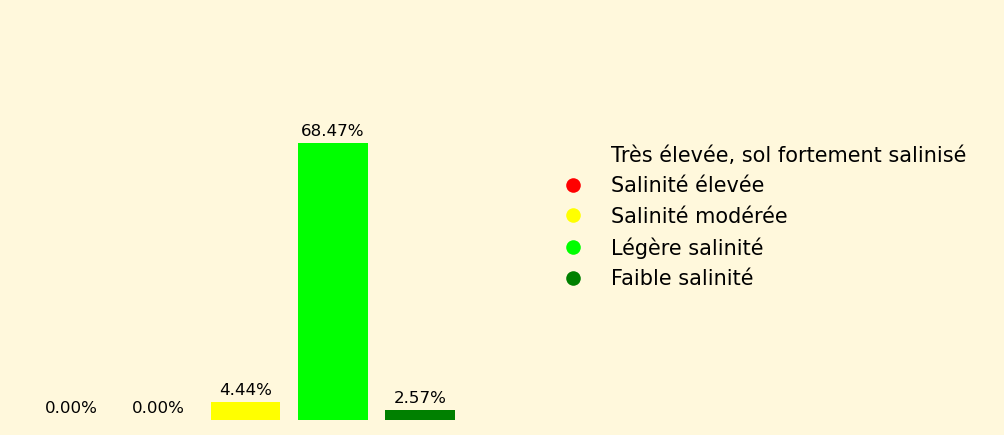 68.47%
Très élevée, sol fortement salinisé
Salinité élevée
Salinité modérée
Légère salinité
Faible salinité
4.44%
2.57%
0.00%
0.00%